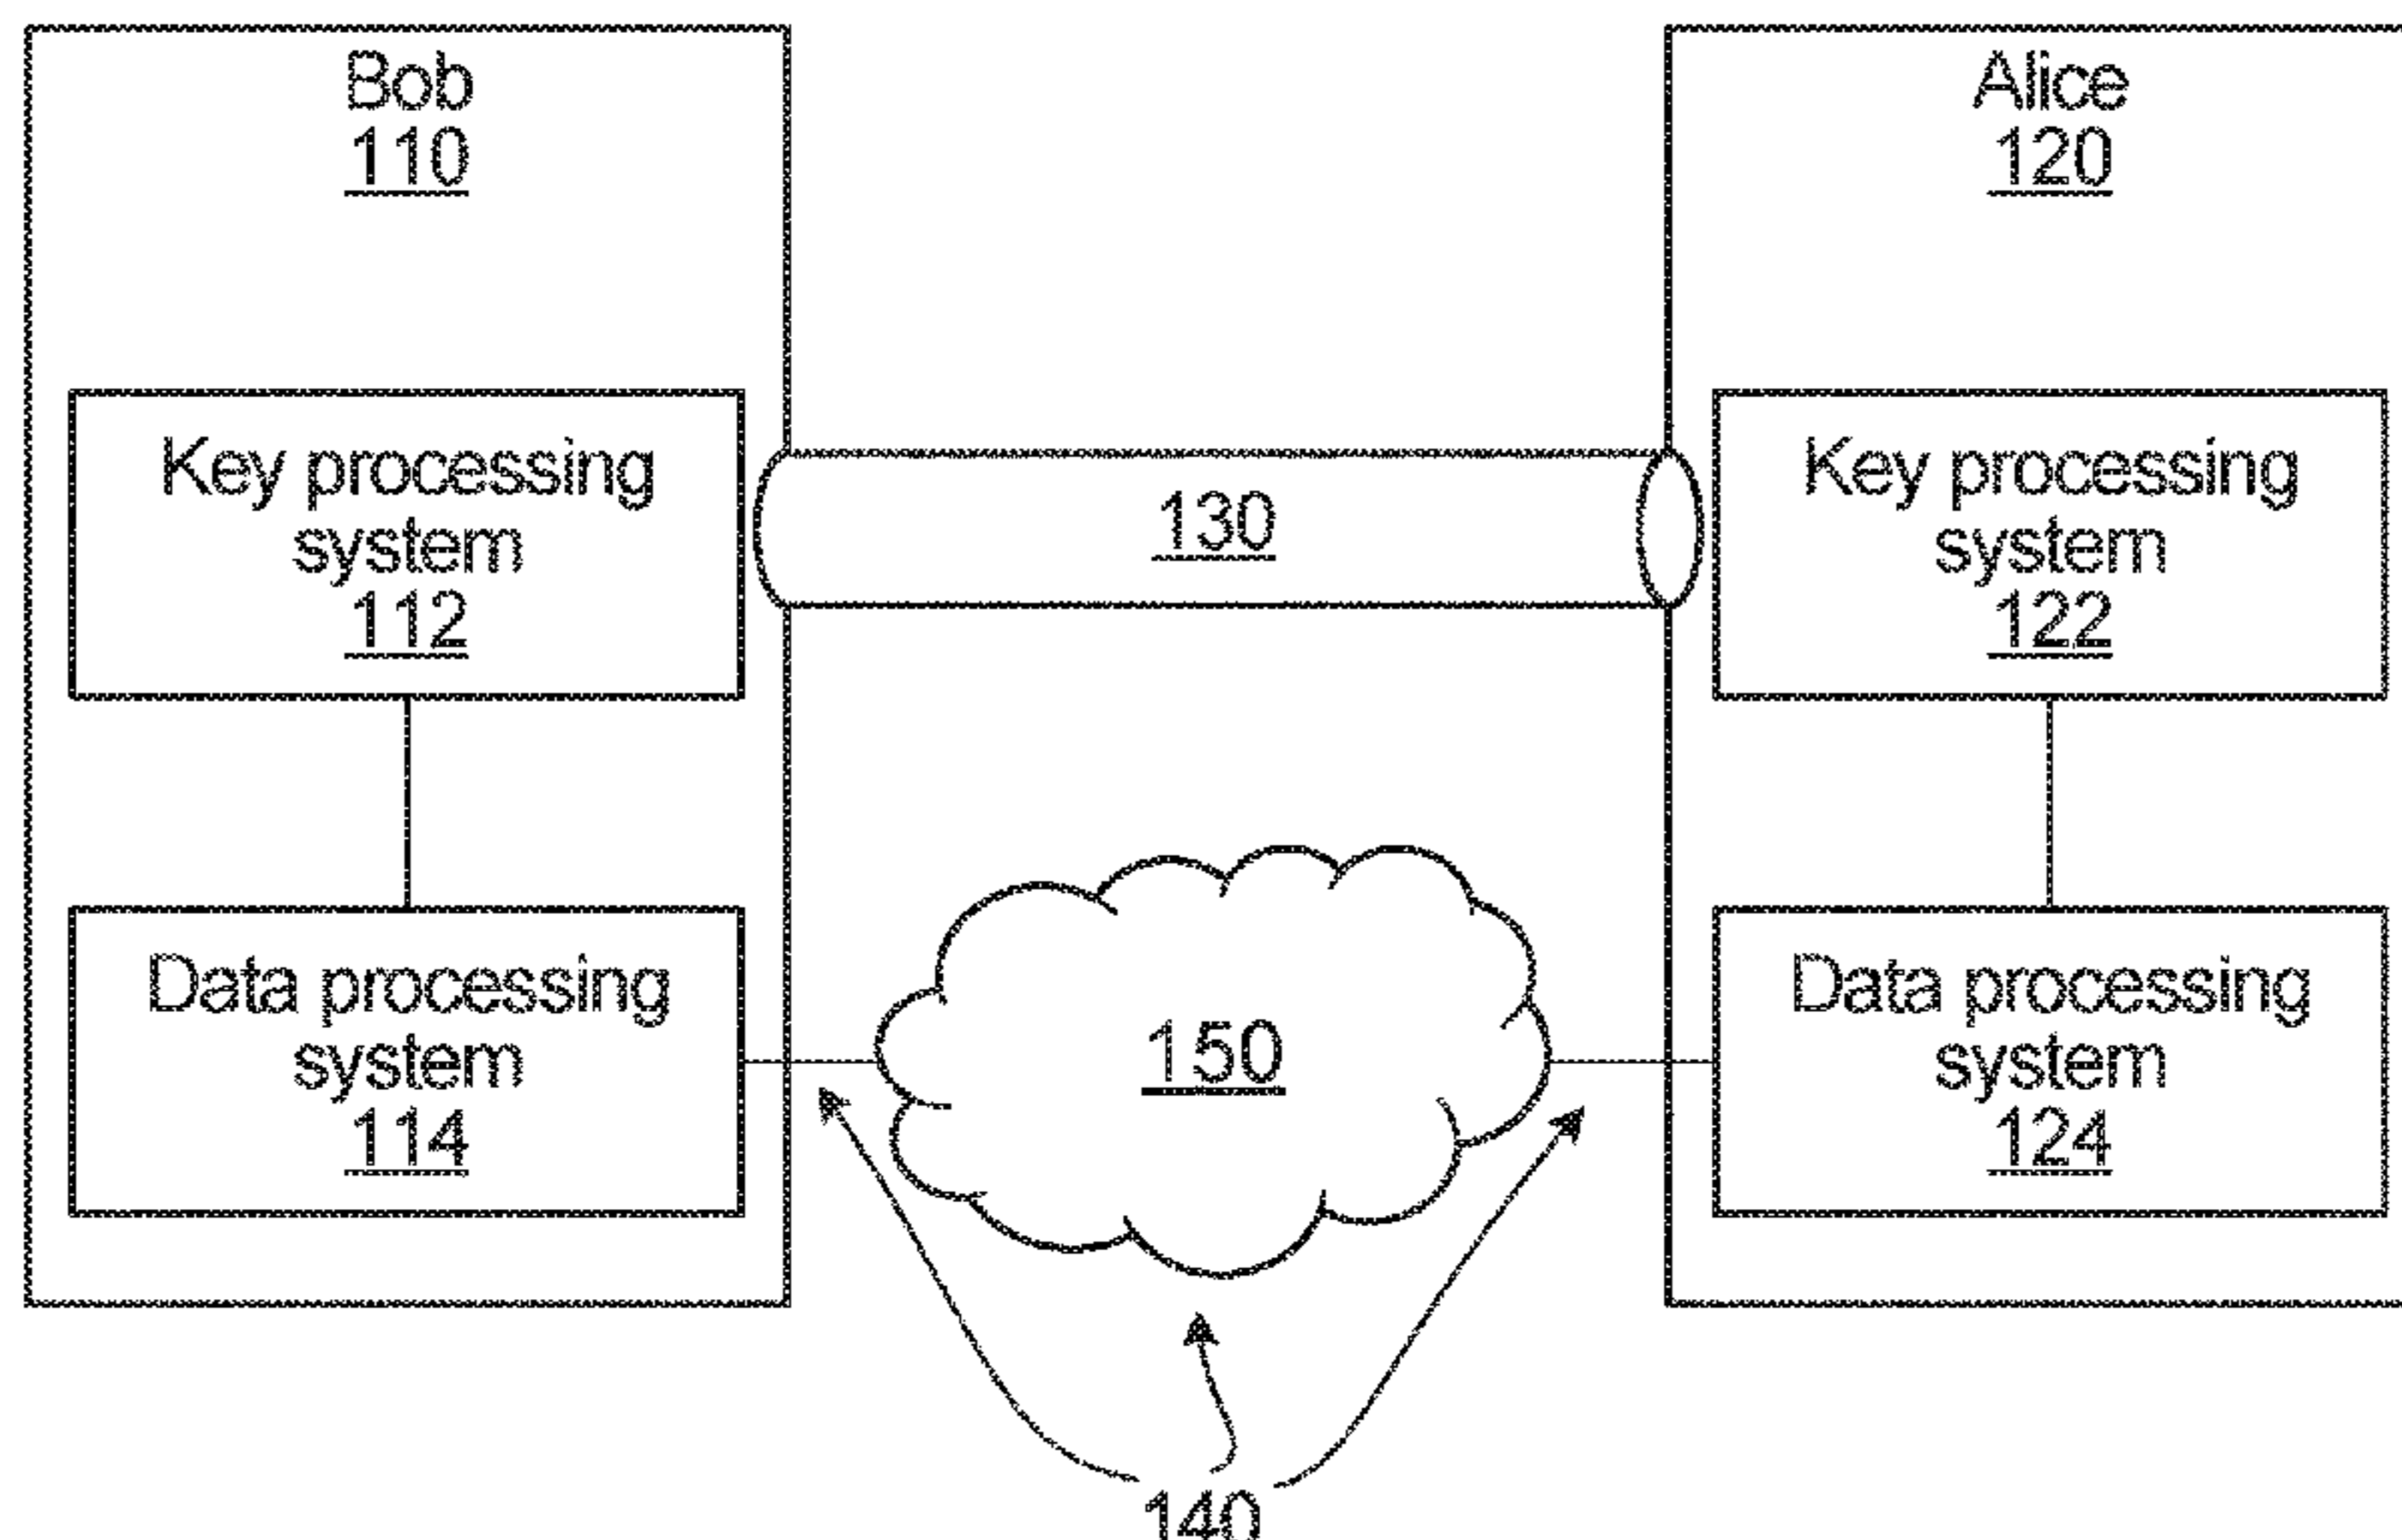 Bob
110
Alice
120
Key processing
system
112
130
Key processing
system
122
Data processing
system
114
150
Data processing
system
124
140